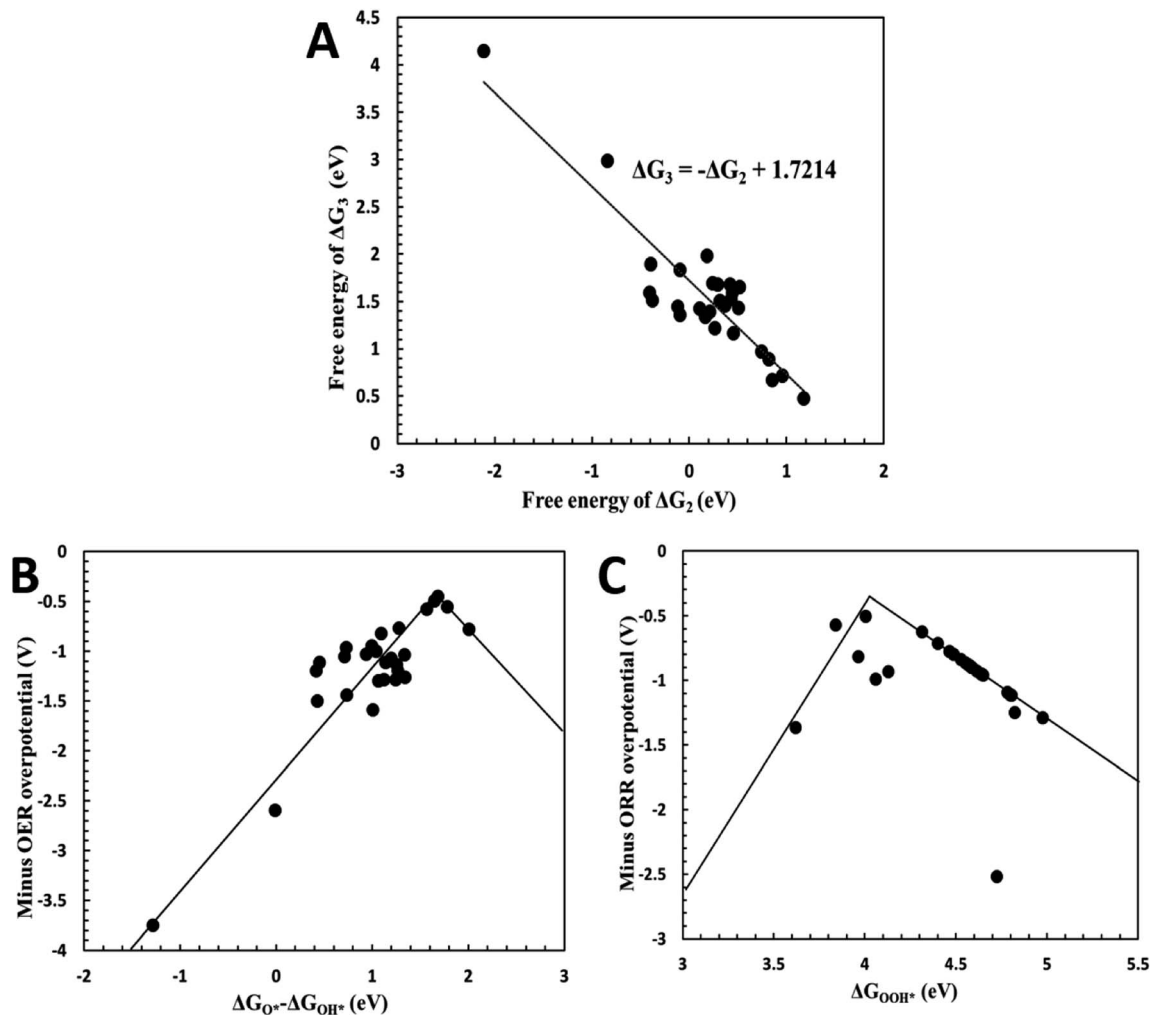 A
4.5
4
3.5
3
2.5
2
1.5
1
0.5
0
Free energy of ΔG₃ (eV)
ΔG₃ = -ΔG₂ + 1.7214
-3 -2 -1 0 1 2
Free energy of ΔG₂ (eV)
B
0
-0.5
-1
-1.5
-2
-2.5
-3
-3.5
-4
Minus OER overpotential (V)
-2 -1 0 1 2 3
ΔG_O*-ΔG_OH* (eV)
C
0
-0.5
-1
-1.5
-2
-2.5
-3
Minus ORR overpotential (V)
3 3.5 4 4.5 5 5.5
ΔG_OOH* (eV)